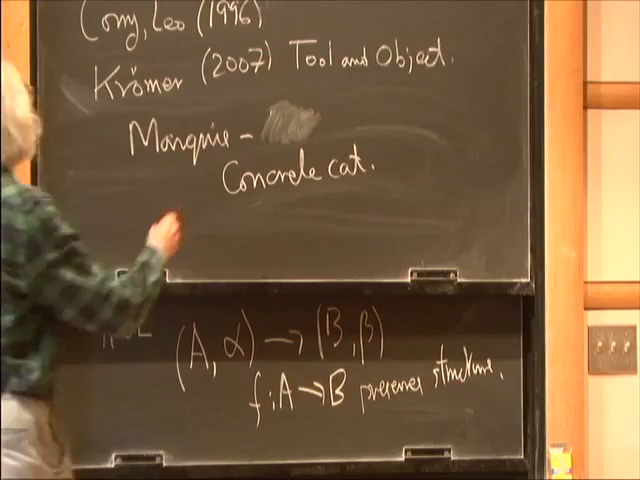 Corry, Leo (1996)
Krömer (2007) Tool and Object.
Marquis –
Concrete cat.
(A, α) → (B, β)
f : A → B preserves structure.